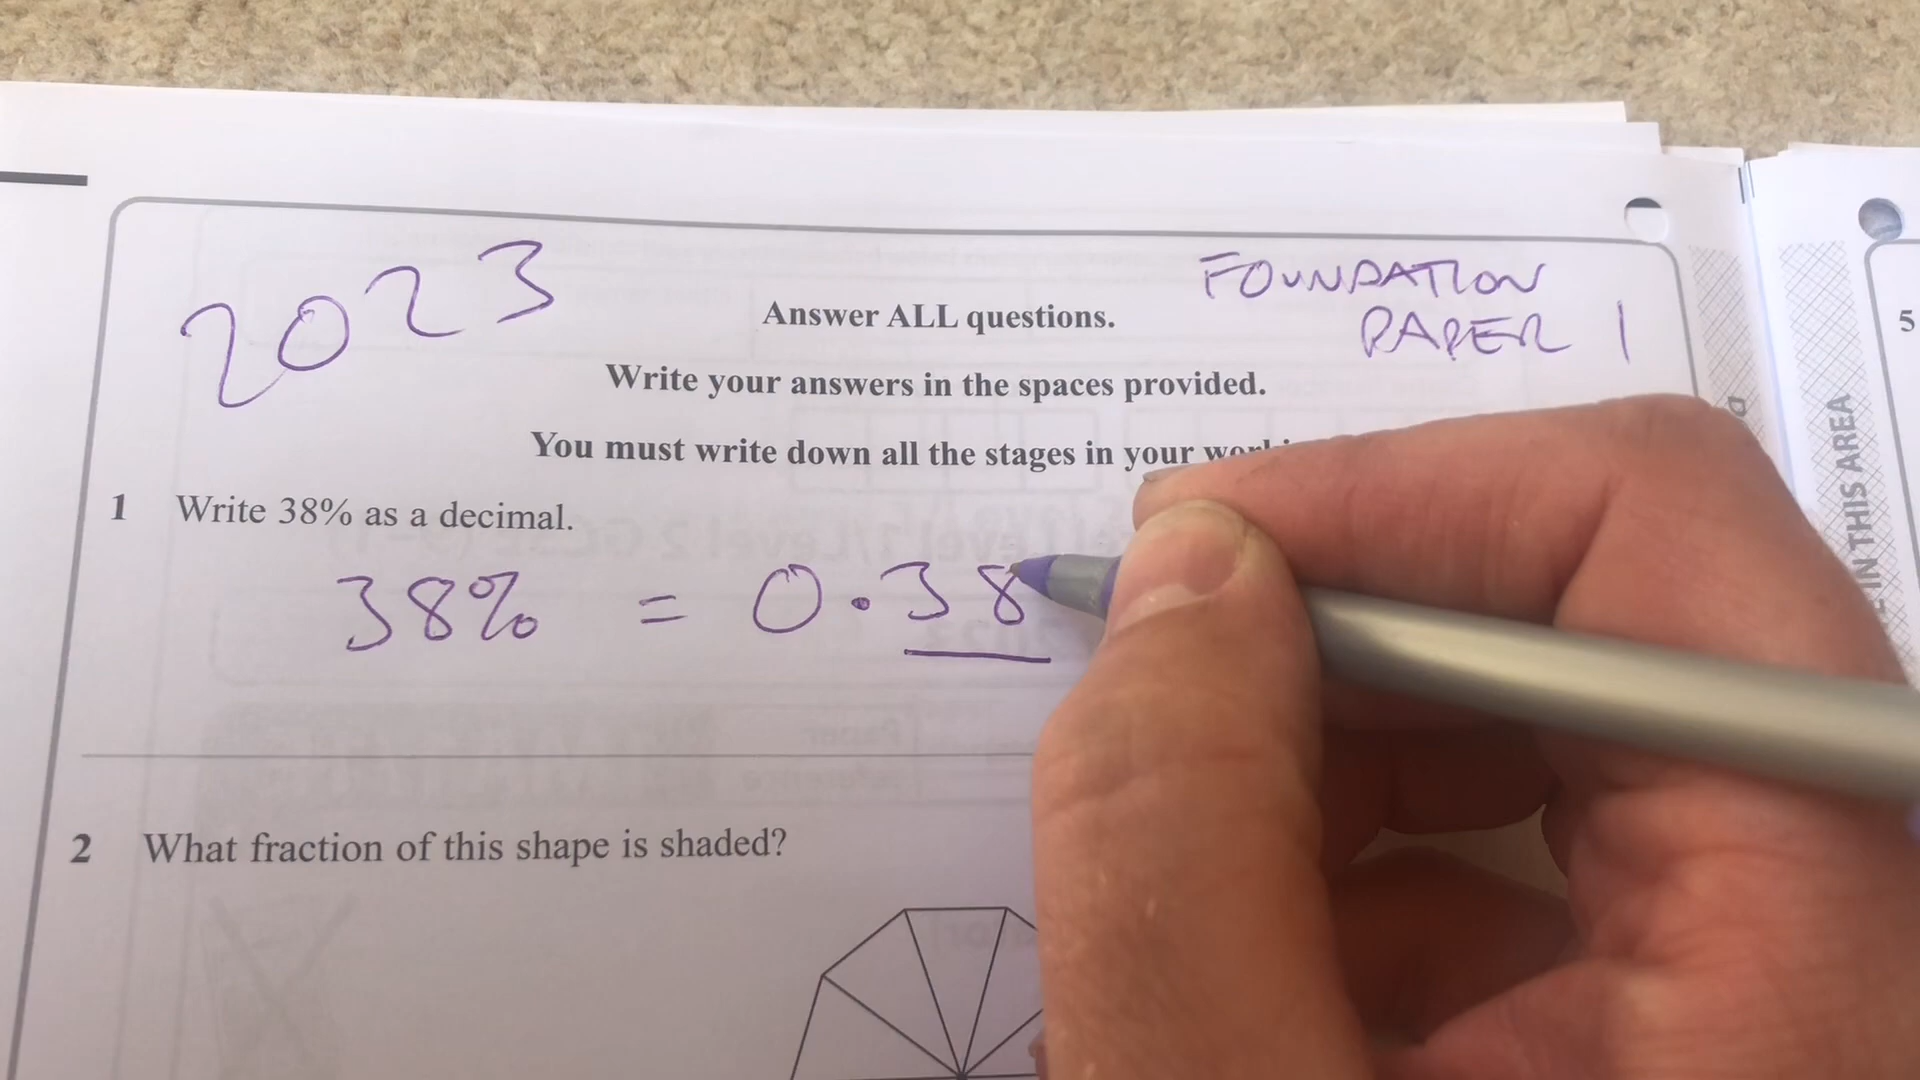 2023
FOUNDATION
PAPER 1
Answer ALL questions.
Write your answers in the spaces provided.
You must write down all the stages in your
1 Write 38% as a decimal.
38% = 0.38
2 What fraction of this shape is shaded?
IN THIS AREA
5